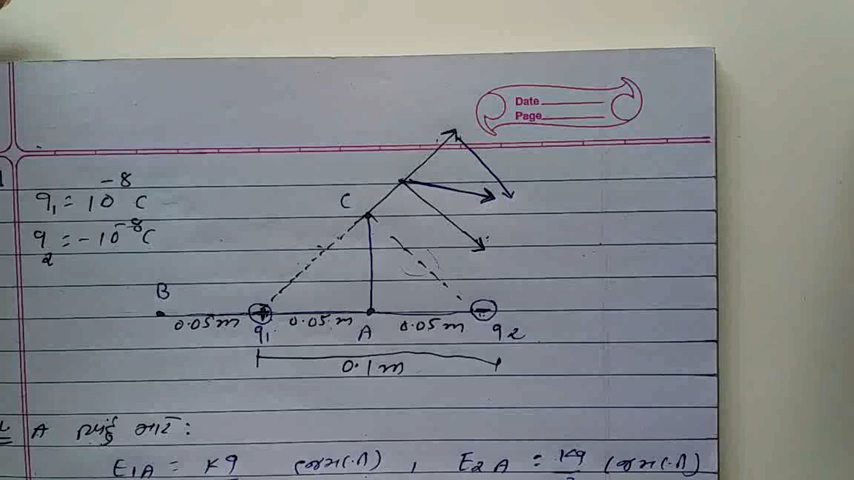 Date
Page
q₁ = 10⁻⁸ C
q₂ = -10⁻⁸ C
C
B
0.05m
0.05 m
0.05m
q₁
A
q₂
0.1m
A માટે:
E₁A = Kq , E₂A = Kq